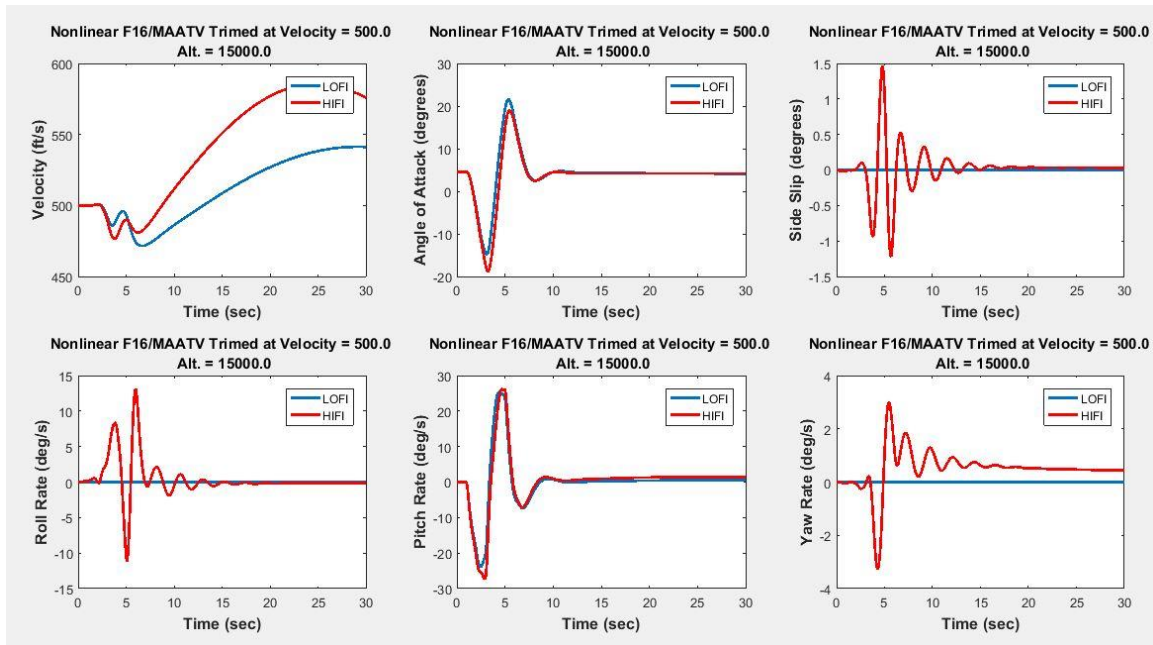 Nonlinear F16/MAATV Trimed at Velocity = 500.0
Alt. = 15000.0
600
550
500
450
Velocity (ft/s)
LOFI
HIFI
0 5 10 15 20 25 30
Time (sec)
Nonlinear F16/MAATV Trimed at Velocity = 500.0
Alt. = 15000.0
30
20
10
0
-10
-20
Angle of Attack (degrees)
LOFI
HIFI
0 5 10 15 20 25 30
Time (sec)
Nonlinear F16/MAATV Trimed at Velocity = 500.0
Alt. = 15000.0
1.5
1
0.5
0
-0.5
-1
-1.5
Side Slip (degrees)
LOFI
HIFI
0 5 10 15 20 25 30
Time (sec)
Nonlinear F16/MAATV Trimed at Velocity = 500.0
Alt. = 15000.0
15
10
5
0
-5
-10
-15
Roll Rate (deg/s)
LOFI
HIFI
0 5 10 15 20 25 30
Time (sec)
Nonlinear F16/MAATV Trimed at Velocity = 500.0
Alt. = 15000.0
30
20
10
0
-10
-20
-30
Pitch Rate (deg/s)
LOFI
HIFI
0 5 10 15 20 25 30
Time (sec)
Nonlinear F16/MAATV Trimed at Velocity = 500.0
Alt. = 15000.0
4
2
0
-2
-4
Yaw Rate (deg/s)
LOFI
HIFI
0 5 10 15 20 25 30
Time (sec)